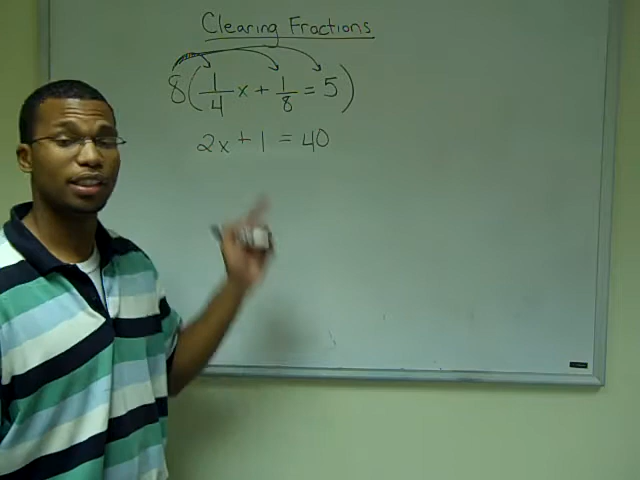 Clearing Fractions
8(1/4 x + 1/8 = 5)
2x + 1 = 40